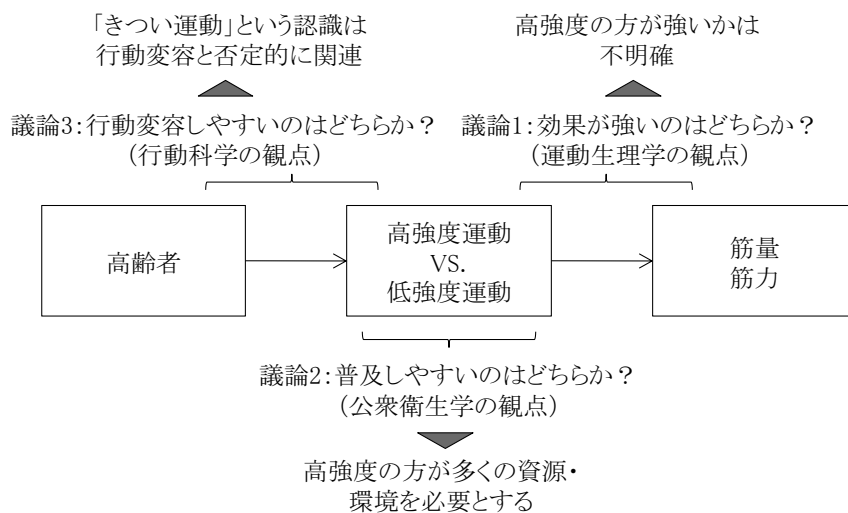 「きつい運動」という認識は
行動変容と否定的に関連
高強度の方が強いかは
不明確
議論3:行動変容しやすいのはどちらか?
(行動科学の観点)
議論1:効果が強いのはどちらか?
(運動生理学の観点)
高齢者
高強度運動
VS.
低強度運動
筋量
筋力
議論2:普及しやすいのはどちらか?
(公衆衛生学の観点)
高強度の方が多くの資源・
環境を必要とする